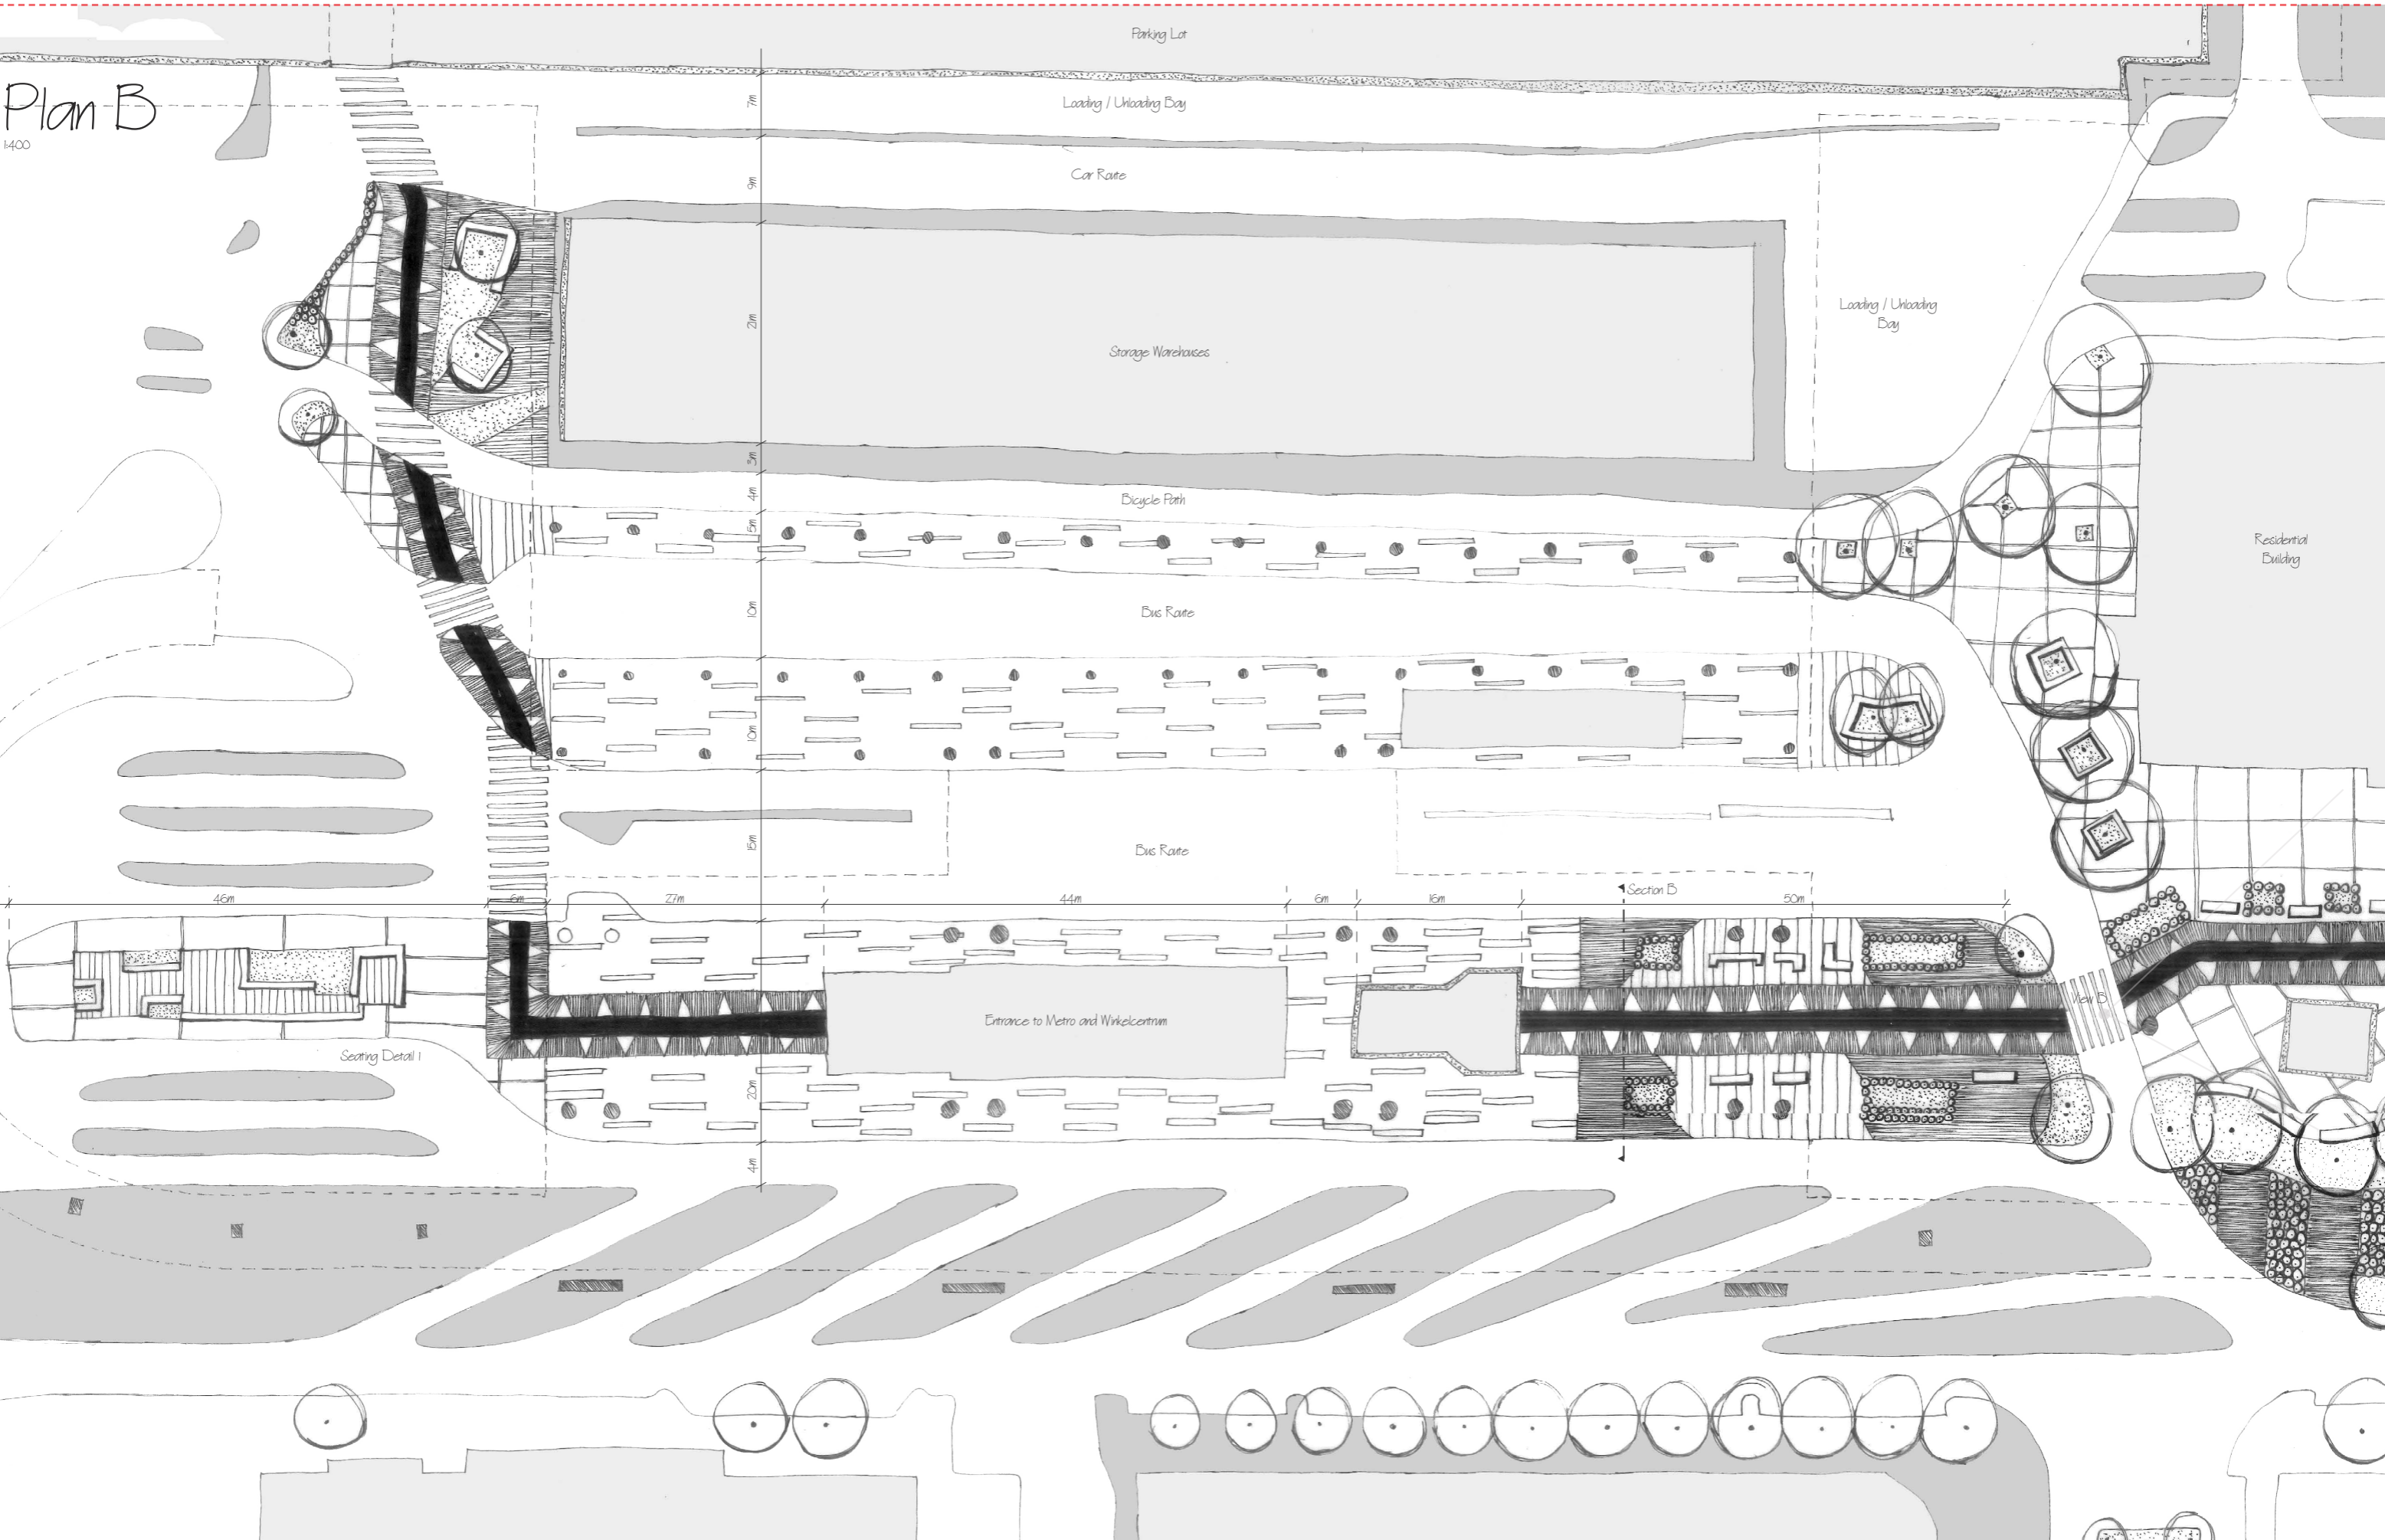 Parking Lot
Plan B
1:400
7m
Loading / Unloading Bay
9m
Car Route
21m
Loading / Unloading
Bay
Storage Warehouses
3m
4m
Bicycle Path
5m
Residential
Building
10m
Bus Route
10m
15m
Bus Route
46m
6m
27m
44m
6m
16m
Section B
50m
View B
Entrance to Metro and Winkelcentrum
Seating Detail 1
20m
4m